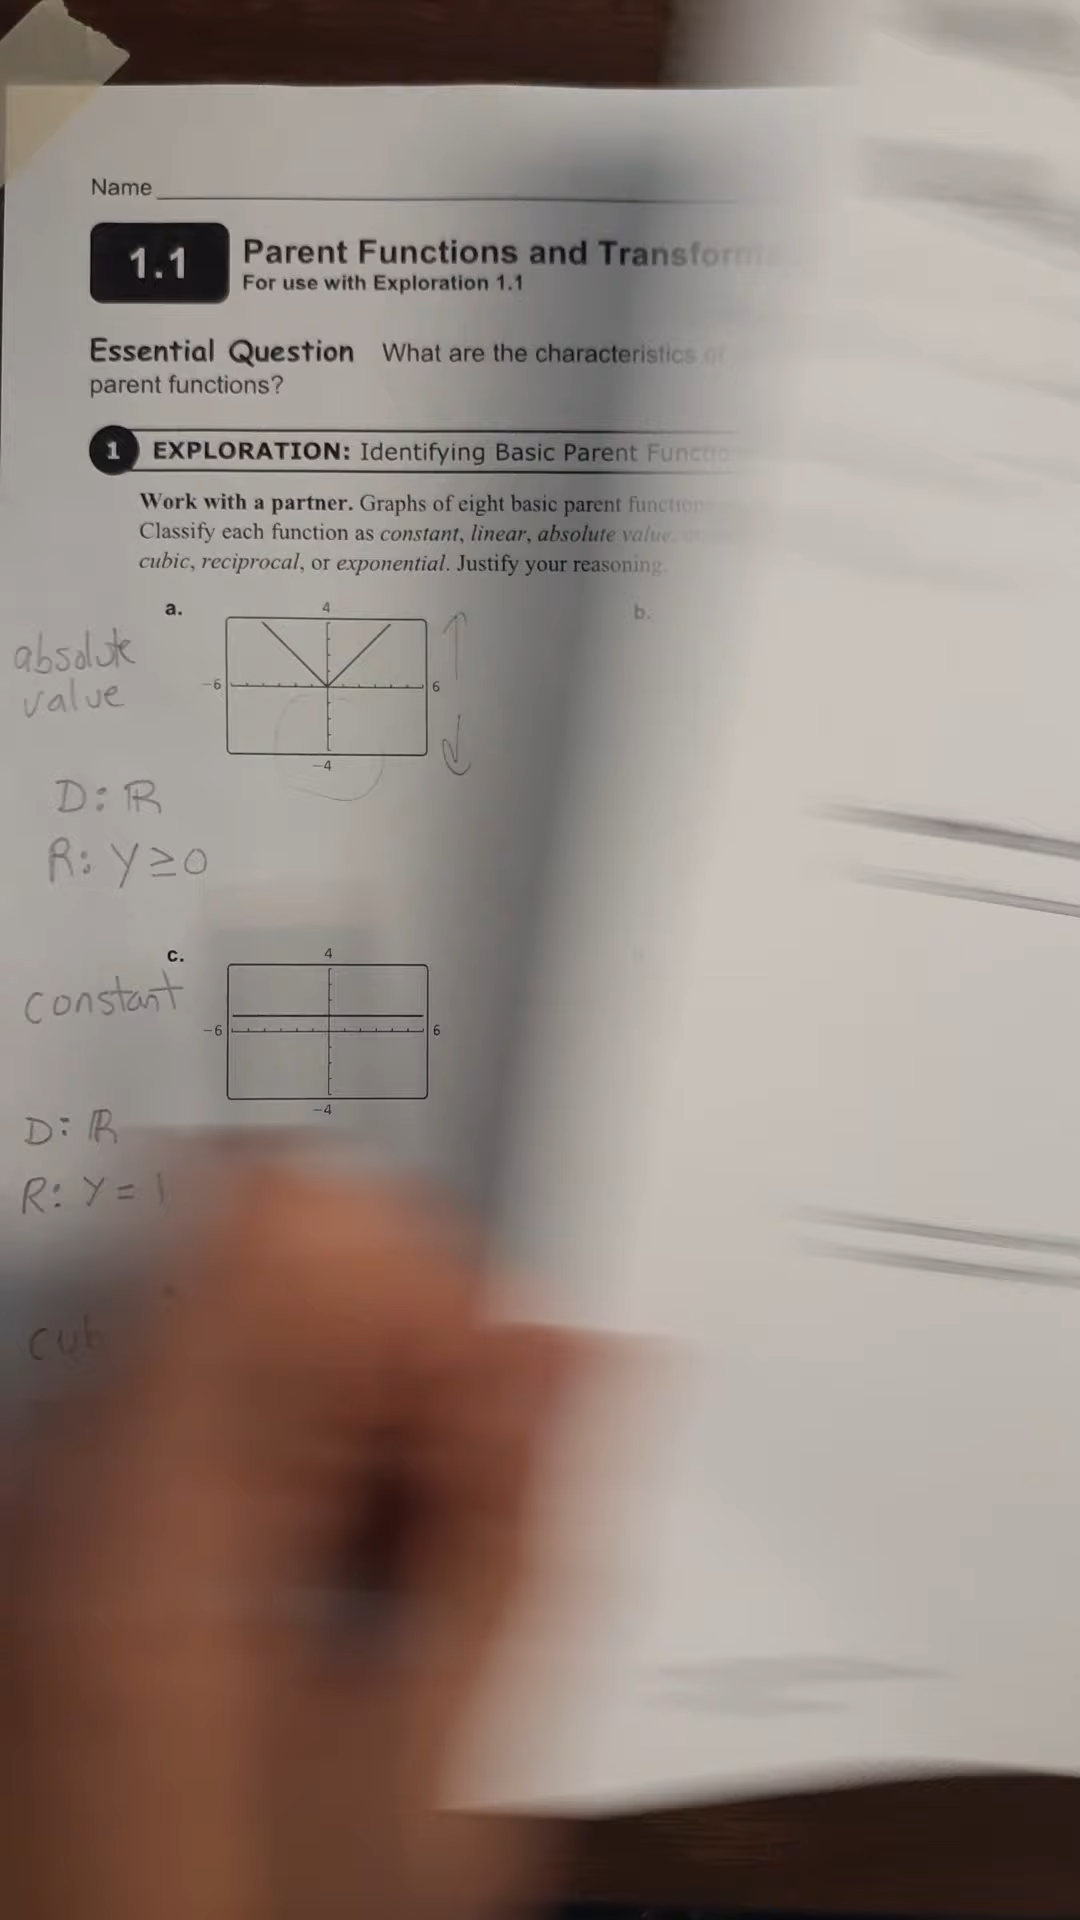 Name
1.1
Parent Functions and
For use with Exploration 1.1
Essential Question What are the characteristics of
parent functions?
1 EXPLORATION: Identifying Basic Parent
Work with a partner. Graphs of eight basic parent
Classify each function as constant, linear, absolute value,
cubic, reciprocal, or exponential. Justify your reasoning.
a.
4
b.
absolute
value
-6
6
-4
D: ℝ
R: Y ≥ 0
c.
4
constant
-6
6
-4
D: ℝ
R: Y = 1